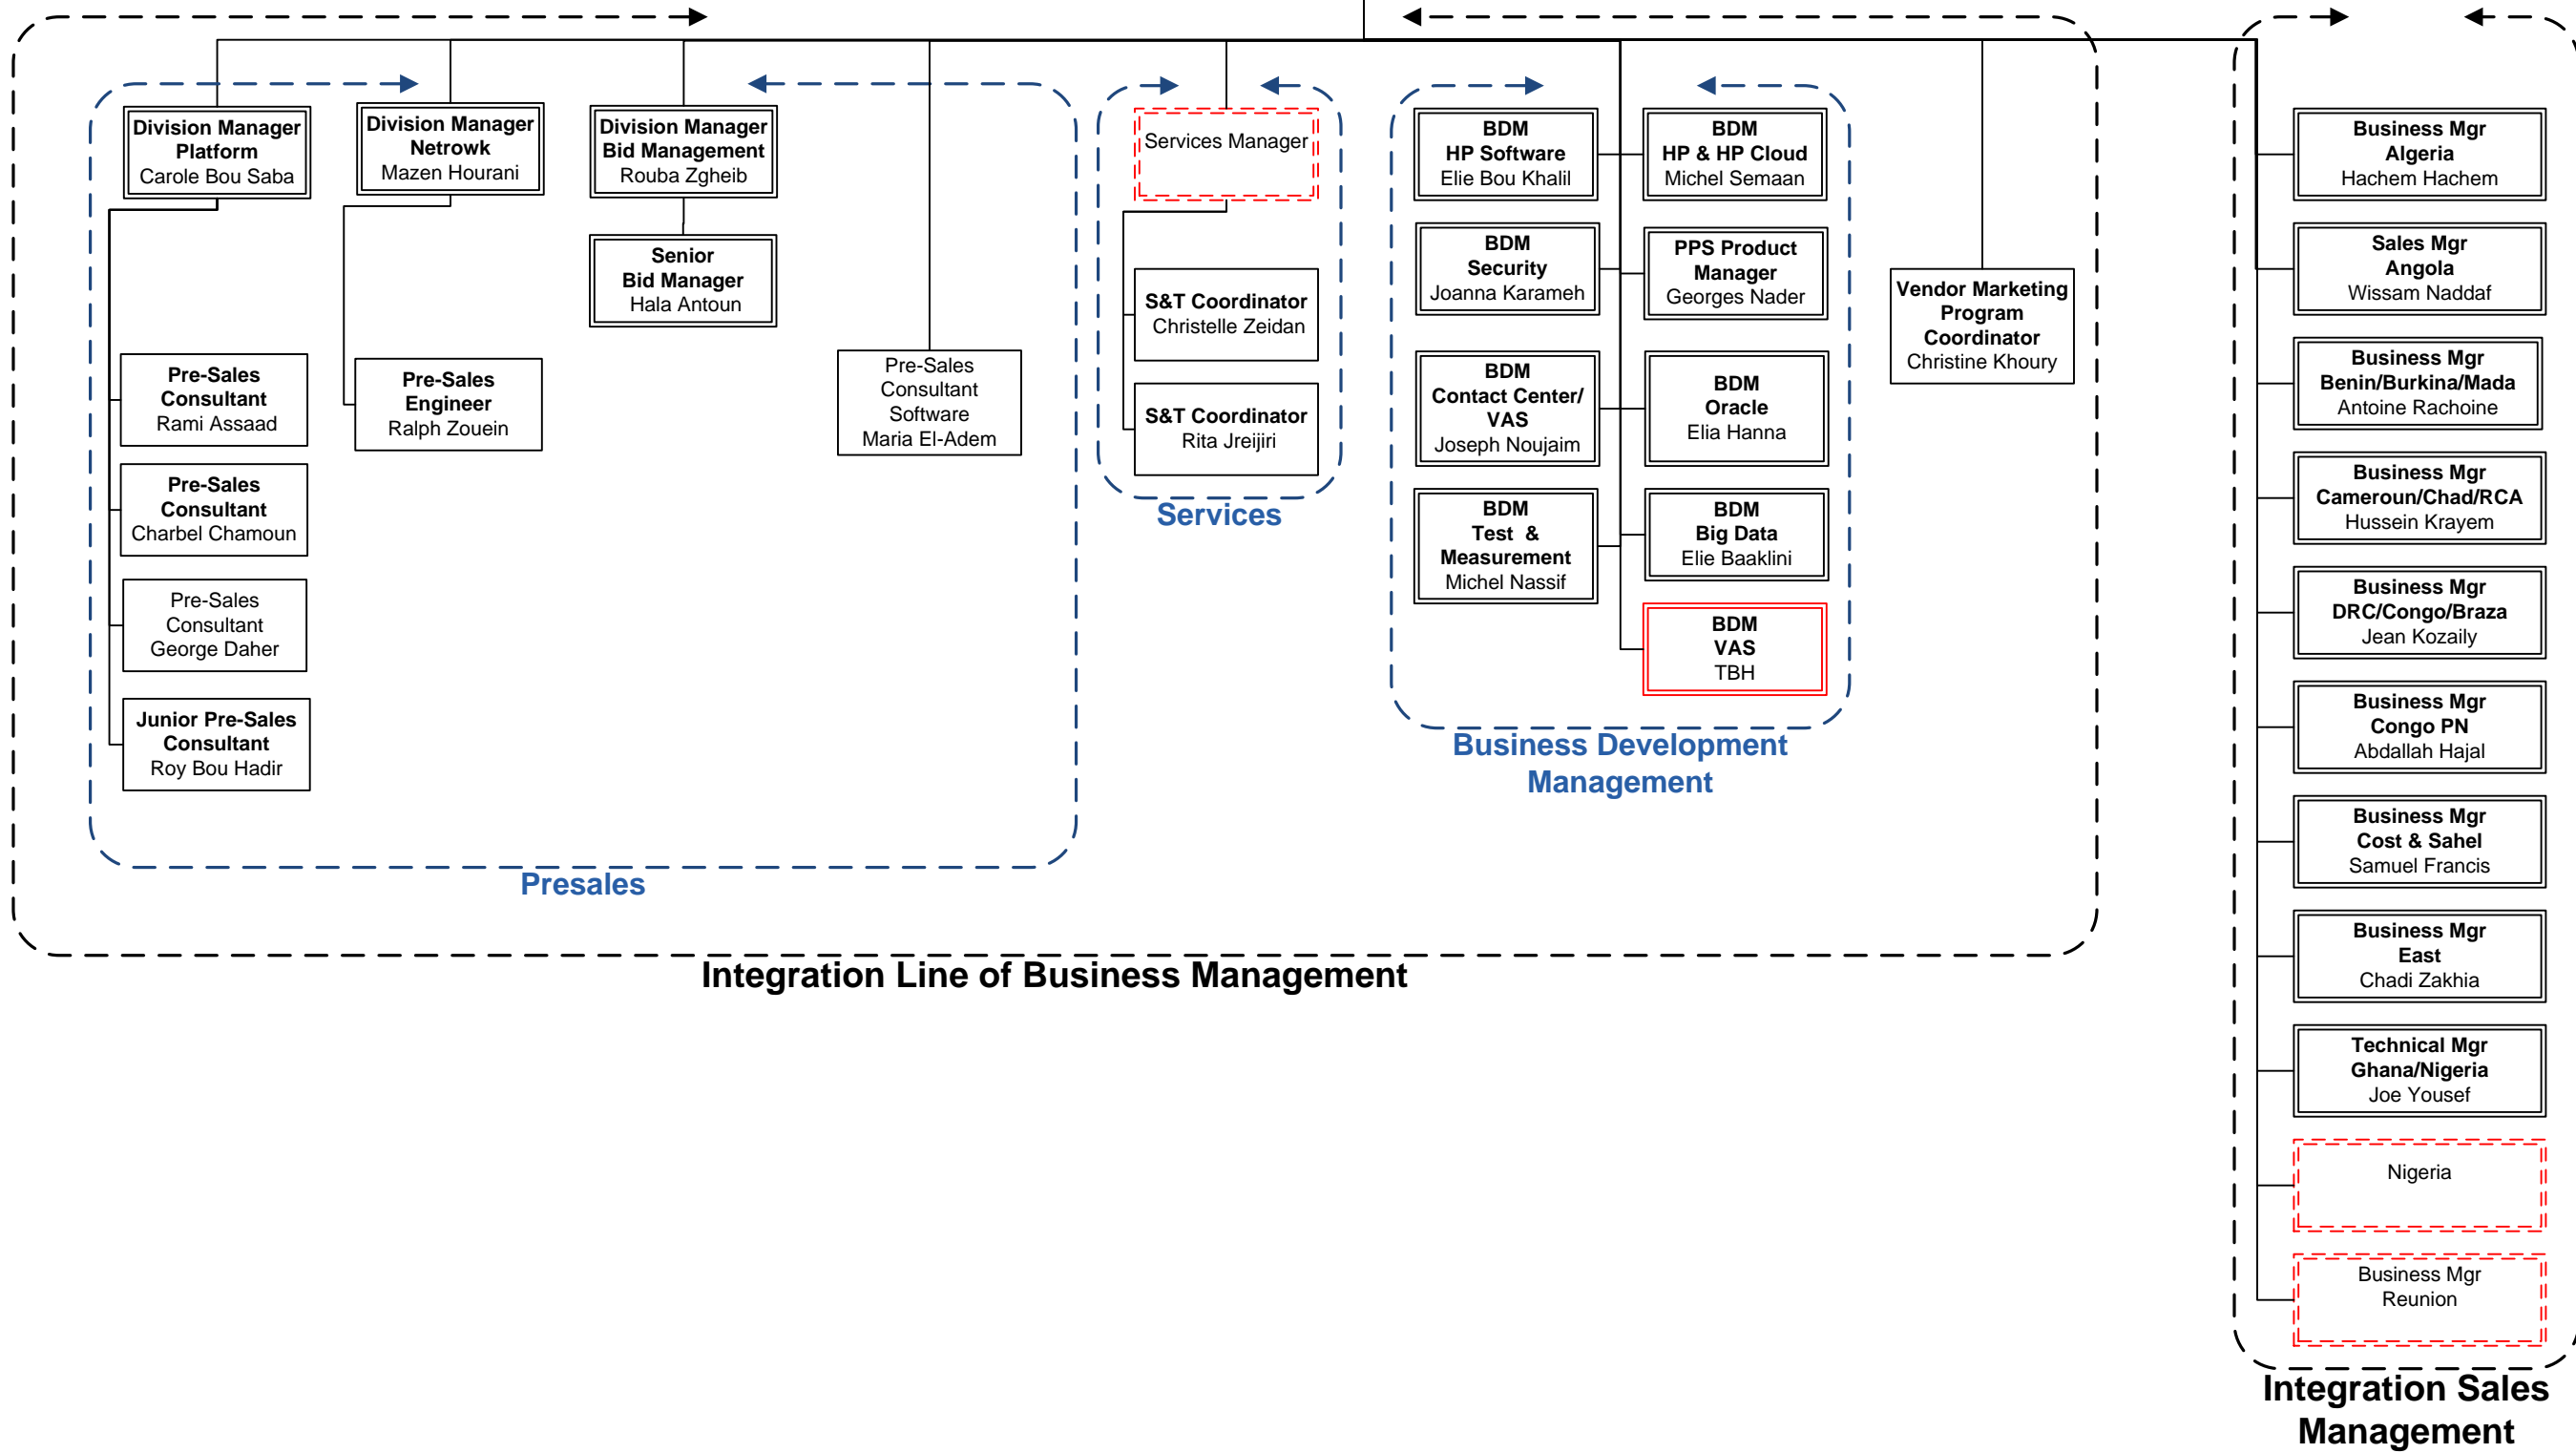 Division Manager
Platform
Carole Bou Saba
Division Manager
Netrowk
Mazen Hourani
Division Manager
Bid Management
Rouba Zgheib
Senior
Bid Manager
Hala Antoun
Pre-Sales
Consultant
Rami Assaad
Pre-Sales
Consultant
Charbel Chamoun
Pre-Sales
Consultant
George Daher
Junior Pre-Sales
Consultant
Roy Bou Hadir
Pre-Sales
Engineer
Ralph Zouein
Pre-Sales
Consultant
Software
Maria El-Adem
Presales
Services Manager
S&T Coordinator
Christelle Zeidan
S&T Coordinator
Rita Jreijiri
Services
BDM
HP Software
Elie Bou Khalil
BDM
HP & HP Cloud
Michel Semaan
BDM
Security
Joanna Karameh
PPS Product
Manager
Georges Nader
BDM
Contact Center/
VAS
Joseph Noujaim
BDM
Oracle
Elia Hanna
BDM
Test  &
Measurement
Michel Nassif
BDM
Big Data
Elie Baaklini
BDM
VAS
TBH
Business Development
Management
Vendor Marketing
Program
Coordinator
Christine Khoury
Integration Line of Business Management
Business Mgr
Algeria
Hachem Hachem
Sales Mgr
Angola
Wissam Naddaf
Business Mgr
Benin/Burkina/Mada
Antoine Rachoine
Business Mgr
Cameroun/Chad/RCA
Hussein Krayem
Business Mgr
DRC/Congo/Braza
Jean Kozaily
Business Mgr
Congo PN
Abdallah Hajal
Business Mgr
Cost & Sahel
Samuel Francis
Business Mgr
East
Chadi Zakhia
Technical Mgr
Ghana/Nigeria
Joe Yousef
Nigeria
Business Mgr
Reunion
Integration Sales
Management